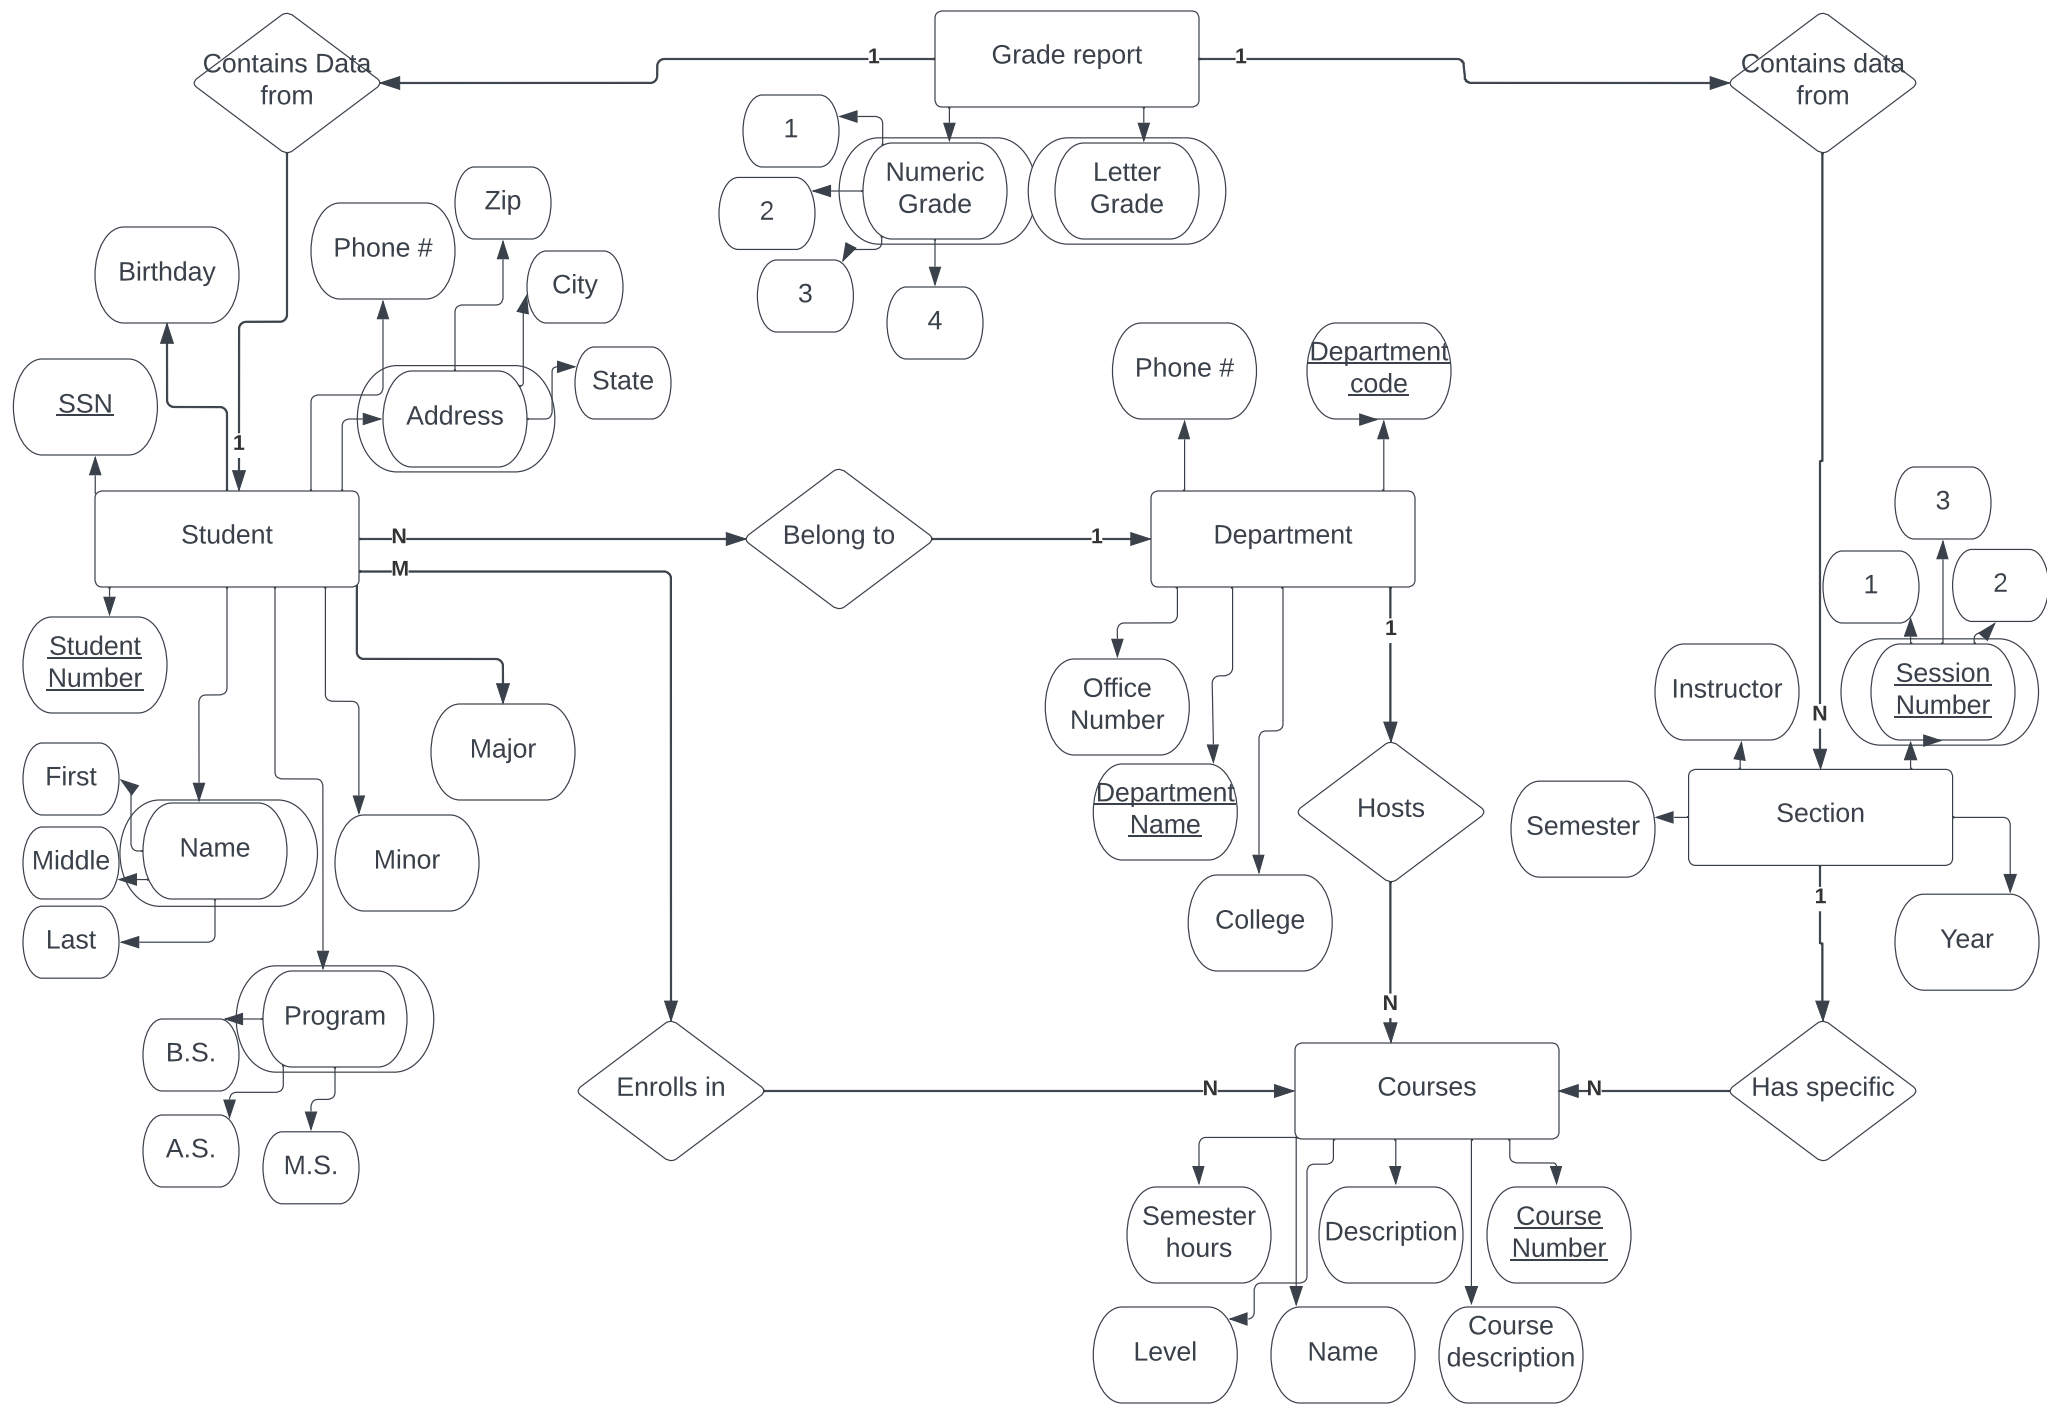 Contains Data
from
1
Grade report
1
Contains data
from
1
Numeric
Grade
Letter
Grade
2
3
4
Zip
Phone #
Birthday
City
State
SSN
Address
1
Phone #
Department
code
Student
N
M
Belong to
1
Department
3
1
2
Student
Number
Office
Number
1
Instructor
Session
Number
N
Major
First
Name
Middle
Last
Minor
Department
Name
Hosts
Semester
Section
College
1
Year
Program
B.S.
A.S.
M.S.
N
Enrolls in
N
Courses
N
Has specific
Semester
hours
Description
Course
Number
Level
Name
Course
description